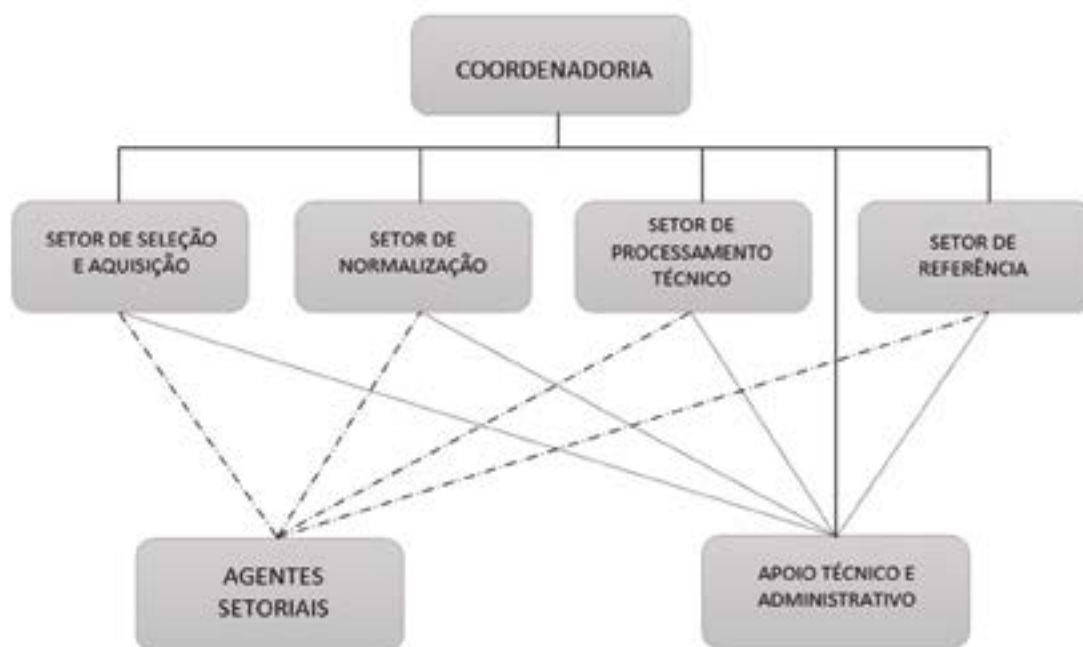 COORDENADORIA
SETOR DE SELEÇÃO
E AQUISIÇÃO
SETOR DE
NORMALIZAÇÃO
SETOR DE
PROCESSAMENTO
TÉCNICO
SETOR DE
REFERÊNCIA
AGENTES
SETORIAIS
APOIO TÉCNICO E
ADMINISTRATIVO